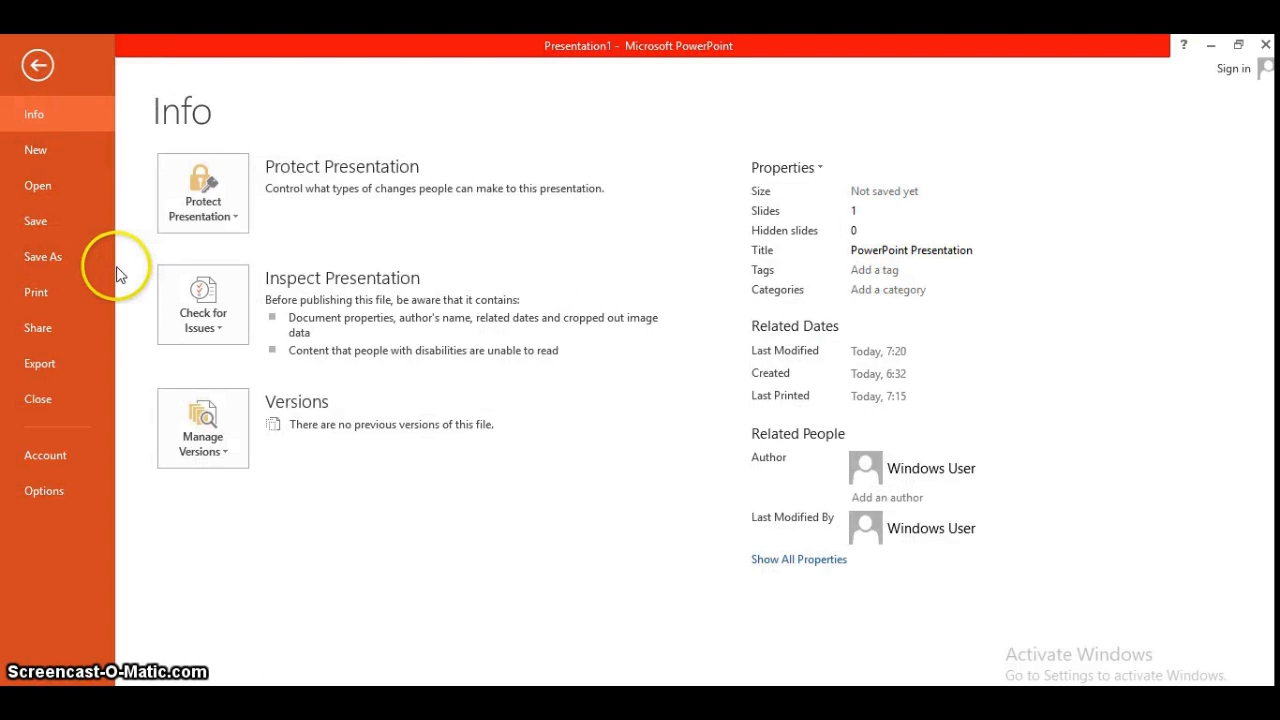 Presentation1 - Microsoft PowerPoint
?
Sign in
Info
New
Open
Save
Save As
Print
Share
Export
Close
Account
Options
Info
Protect
Presentation
Protect Presentation
Control what types of changes people can make to this presentation.
Check for
Issues
Inspect Presentation
Before publishing this file, be aware that it contains:
Document properties, author's name, related dates and cropped out image
data
Content that people with disabilities are unable to read
Manage
Versions
Versions
There are no previous versions of this file.
Properties
Size Not saved yet
Slides 1
Hidden slides 0
Title PowerPoint Presentation
Tags Add a tag
Categories Add a category
Related Dates
Last Modified Today, 7:20
Created Today, 6:32
Last Printed Today, 7:15
Related People
Author Windows User
Add an author
Last Modified By Windows User
Show All Properties
Activate Windows
Go to Settings to activate Windows.
Screencast-O-Matic.com